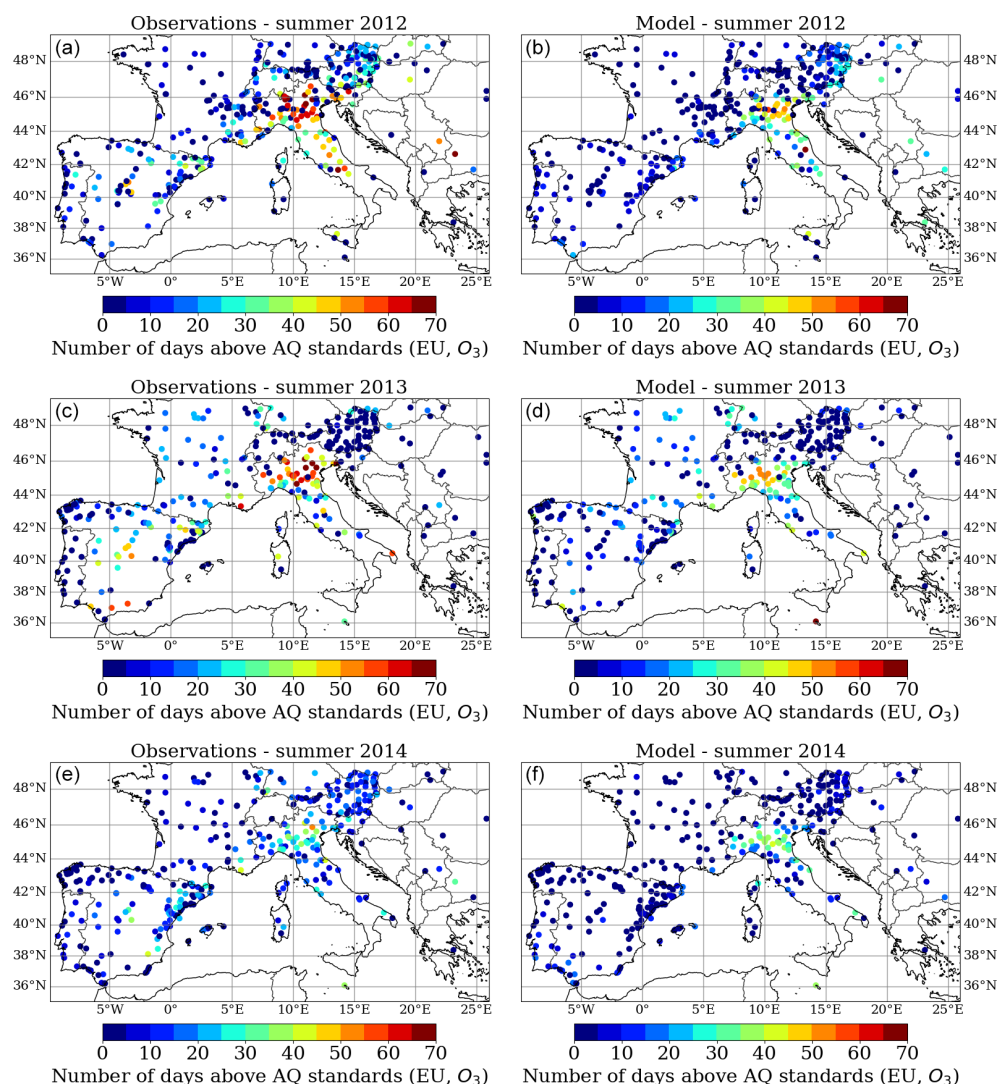 Observations - summer 2012
Model - summer 2012
(a)
(b)
48°N
48°N
46°N
46°N
44°N
44°N
42°N
42°N
40°N
40°N
38°N
38°N
36°N
36°N
5°W 0° 5°E 10°E 15°E 20°E 25°E
5°W 0° 5°E 10°E 15°E 20°E 25°E
0 10 20 30 40 50 60 70
0 10 20 30 40 50 60 70
Number of days above AQ standards (EU, O₃)
Number of days above AQ standards (EU, O₃)
Observations - summer 2013
Model - summer 2013
(c)
(d)
48°N
48°N
46°N
46°N
44°N
44°N
42°N
42°N
40°N
40°N
38°N
38°N
36°N
36°N
5°W 0° 5°E 10°E 15°E 20°E 25°E
5°W 0° 5°E 10°E 15°E 20°E 25°E
0 10 20 30 40 50 60 70
0 10 20 30 40 50 60 70
Number of days above AQ standards (EU, O₃)
Number of days above AQ standards (EU, O₃)
Observations - summer 2014
Model - summer 2014
(e)
(f)
48°N
48°N
46°N
46°N
44°N
44°N
42°N
42°N
40°N
40°N
38°N
38°N
36°N
36°N
5°W 0° 5°E 10°E 15°E 20°E 25°E
5°W 0° 5°E 10°E 15°E 20°E 25°E
0 10 20 30 40 50 60 70
0 10 20 30 40 50 60 70
Number of days above AQ standards (EU, O₃)
Number of days above AQ standards (EU, O₃)